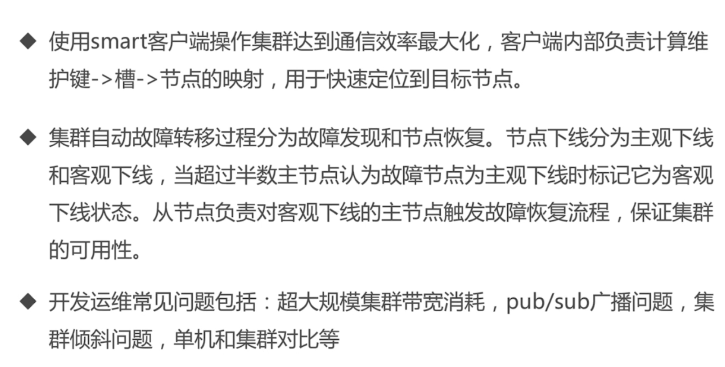 ◆ 使用smart客户端操作集群达到通信效率最大化，客户端内部负责计算维
护键->槽->节点的映射，用于快速定位到目标节点。
◆ 集群自动故障转移过程分为故障发现和节点恢复。节点下线分为主观下线
和客观下线，当超过半数主节点认为故障节点为主观下线时标记它为客观
下线状态。从节点负责对客观下线的主节点触发故障恢复流程，保证集群
的可用性。
◆ 开发运维常见问题包括：超大规模集群带宽消耗，pub/sub广播问题，集
群倾斜问题，单机和集群对比等